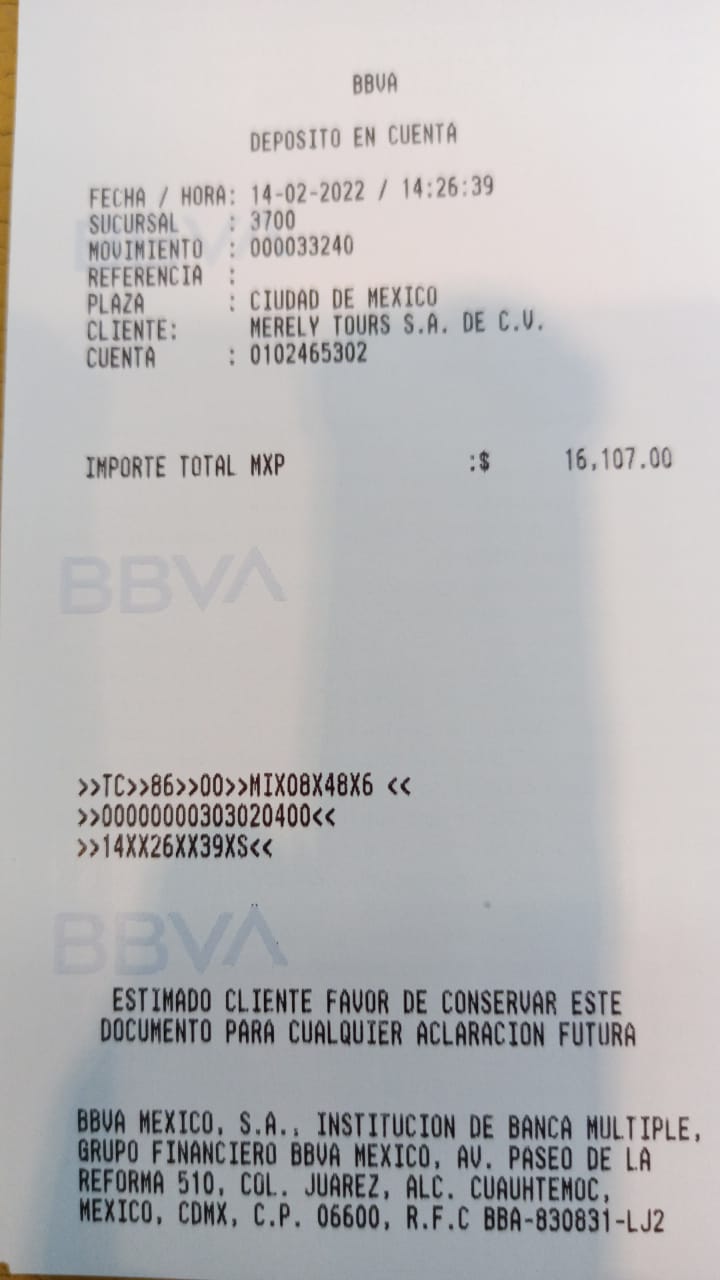 BBVA
DEPOSITO EN CUENTA
FECHA / HORA: 14-02-2022 / 14:26:39
SUCURSAL : 3700
MOVIMIENTO : 000033240
REFERENCIA :
PLAZA : CIUDAD DE MEXICO
CLIENTE: MERELY TOURS S.A. DE C.V.
CUENTA : 0102465302
IMPORTE TOTAL MXP :$ 16,107.00
BBVA
>>TC>>86>>00>>MIX08X48X6 <<
>>00000000303020400<<
>>14XX26XX39XS<<
BBVA
ESTIMADO CLIENTE FAVOR DE CONSERVAR ESTE
DOCUMENTO PARA CUALQUIER ACLARACION FUTURA
BBVA MEXICO, S.A., INSTITUCION DE BANCA MULTIPLE,
GRUPO FINANCIERO BBVA MEXICO, AV. PASEO DE LA
REFORMA 510, COL. JUAREZ, ALC. CUAUHTEMOC,
MEXICO, CDMX, C.P. 06600, R.F.C BBA-830831-LJ2